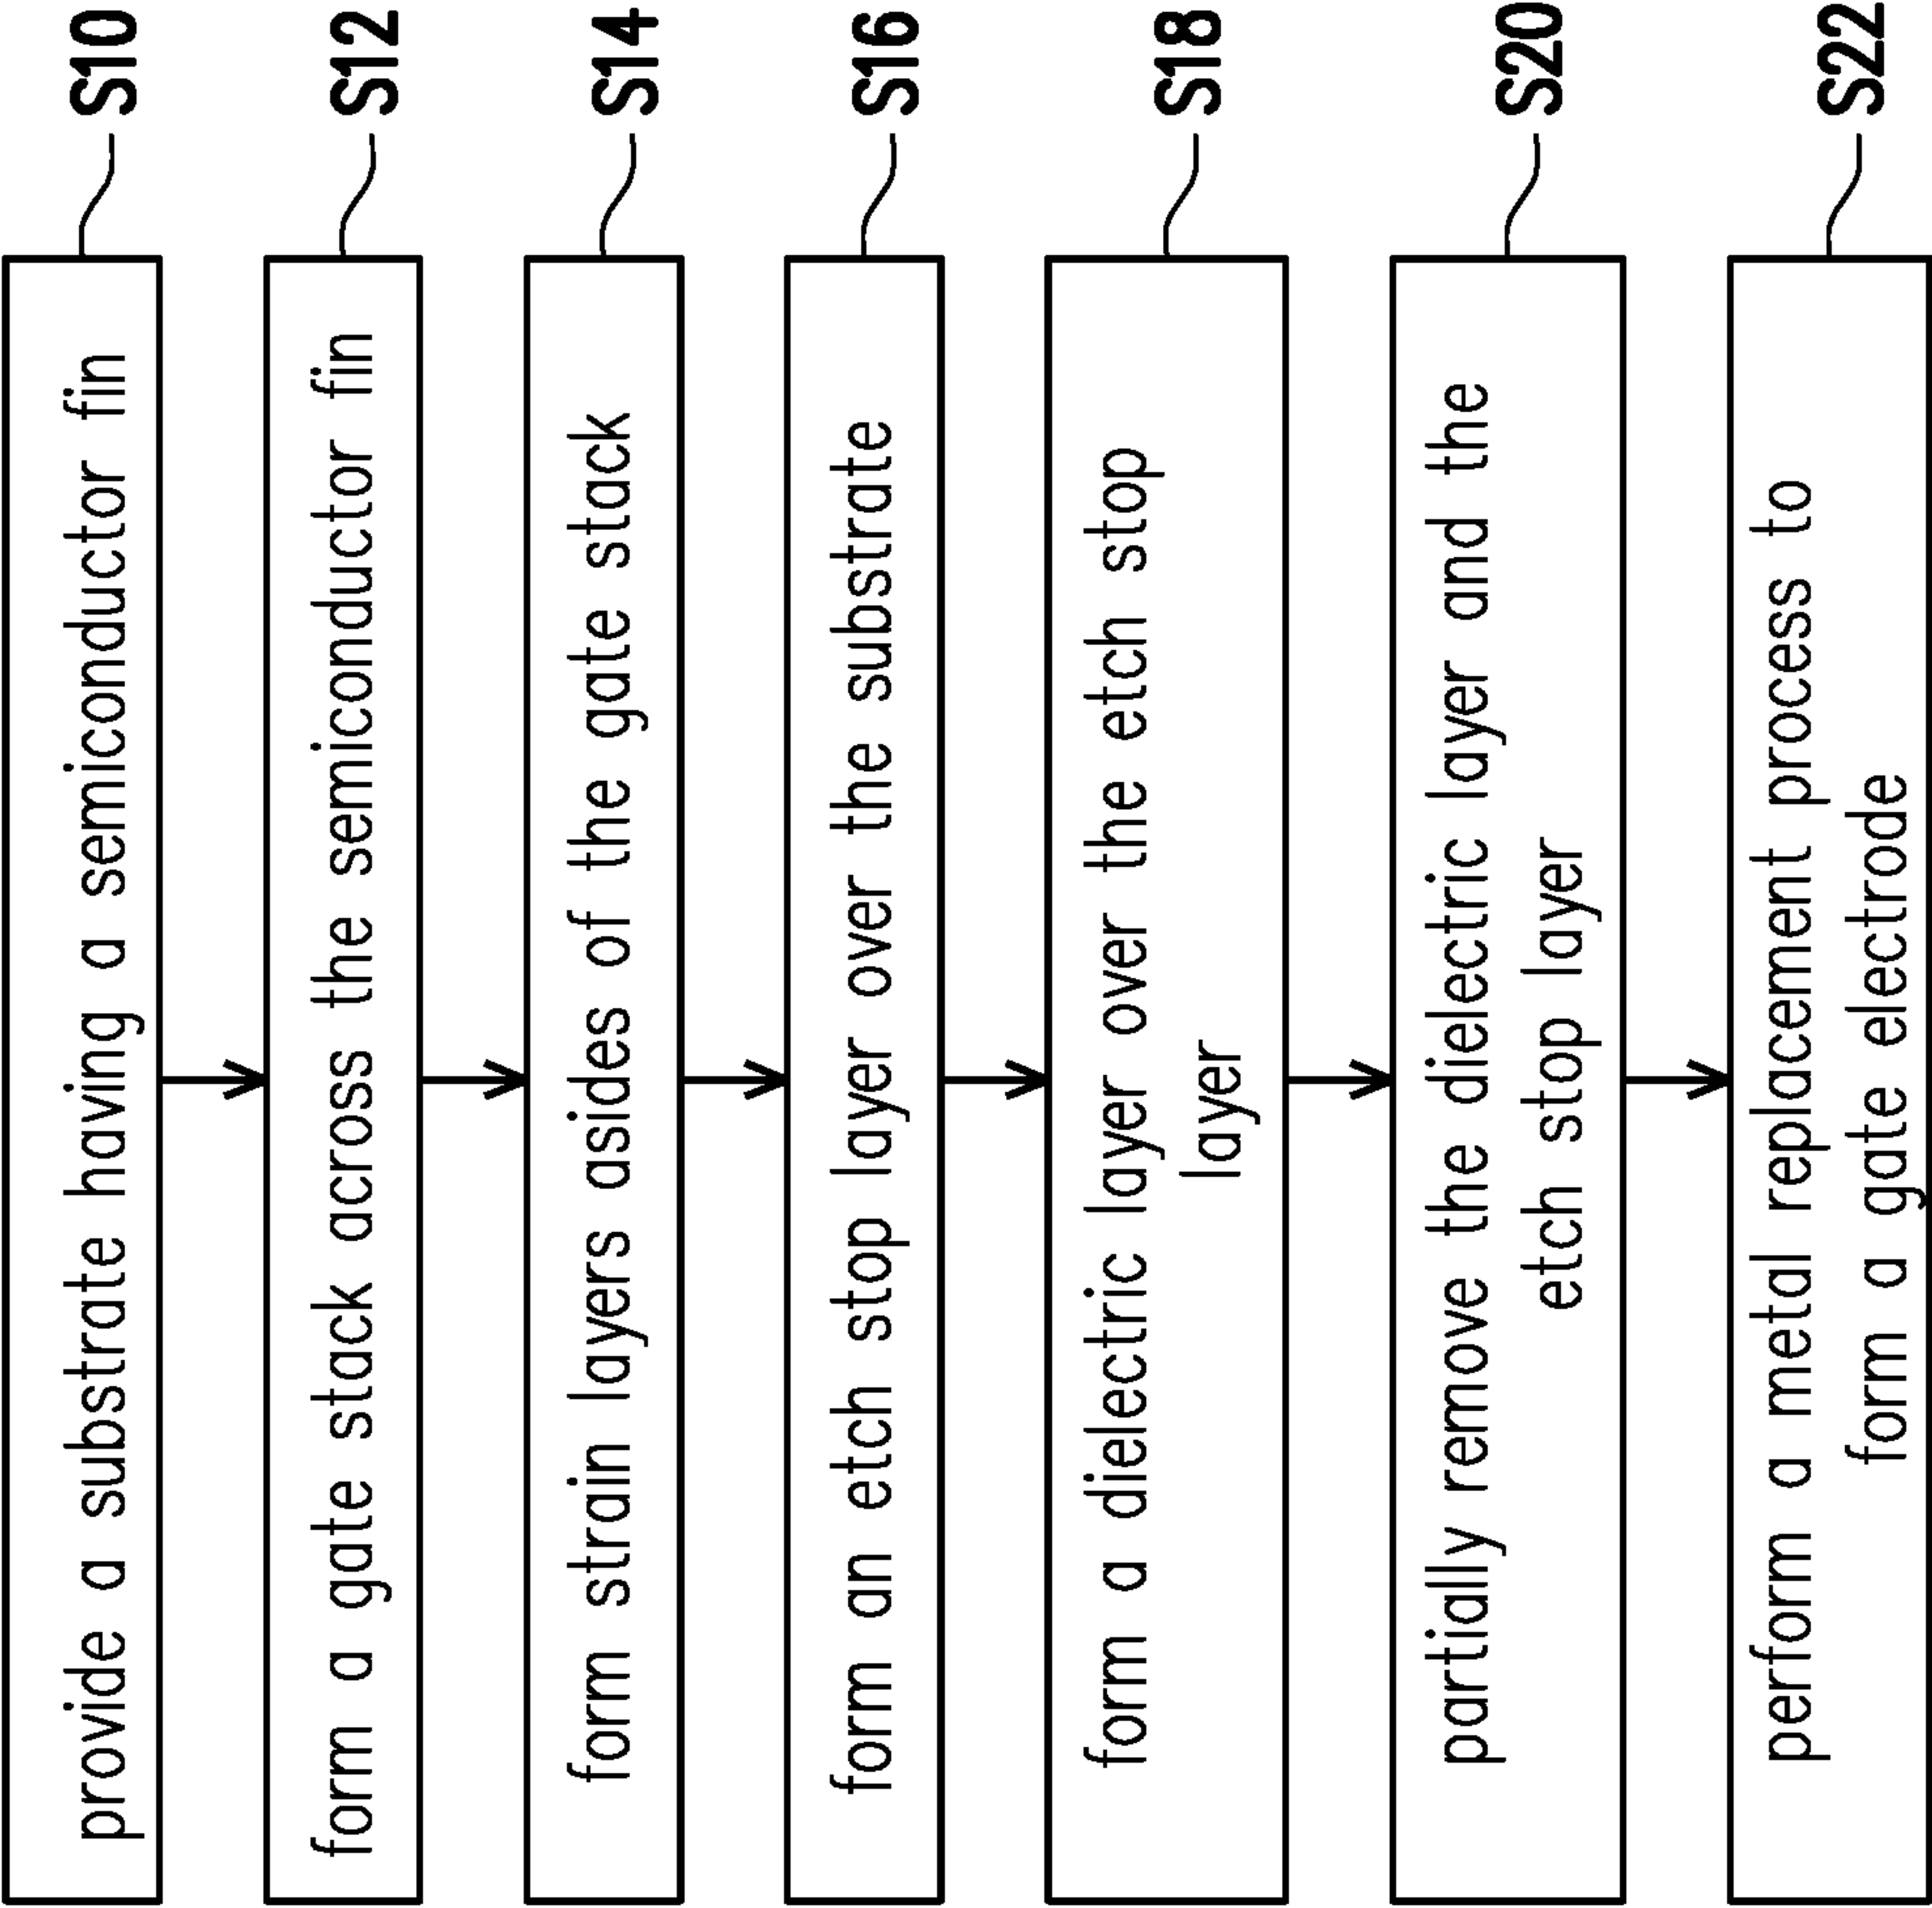 provide a substrate having a semiconductor fin
S10
form a gate stack across the semiconductor fin
S12
form strain layers asides of the gate stack
S14
form an etch stop layer over the substrate
S16
form a dielectric layer over the etch stop
layer
S18
partially remove the dielectric layer and the
etch stop layer
S20
perform a metal replacement process to
form a gate electrode
S22